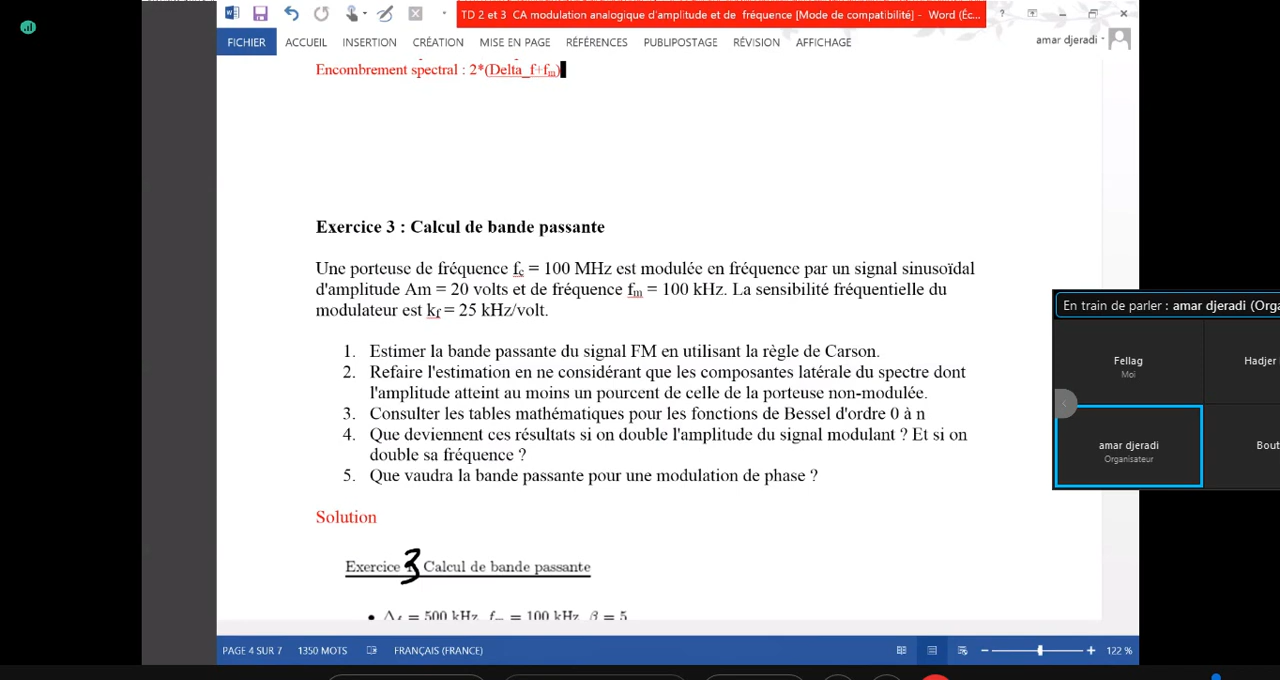 TD 2 et 3 CA modulation analogique d'amplitude et de fréquence [Mode de compatibilité] - Word (Éc...
FICHIER ACCUEIL INSERTION CRÉATION MISE EN PAGE RÉFÉRENCES PUBLIPOSTAGE RÉVISION AFFICHAGE
amar djeradi
Encombrement spectral : 2*(Delta_f+fm)
Exercice 3 : Calcul de bande passante
Une porteuse de fréquence fc = 100 MHz est modulée en fréquence par un signal sinusoïdal
d'amplitude Am = 20 volts et de fréquence fm = 100 kHz. La sensibilité fréquentielle du
modulateur est kf = 25 kHz/volt.
1. Estimer la bande passante du signal FM en utilisant la règle de Carson.
2. Refaire l'estimation en ne considérant que les composantes latérale du spectre dont
l'amplitude atteint au moins un pourcent de celle de la porteuse non-modulée.
3. Consulter les tables mathématiques pour les fonctions de Bessel d'ordre 0 à n
4. Que deviennent ces résultats si on double l'amplitude du signal modulant ? Et si on
double sa fréquence ?
5. Que vaudra la bande passante pour une modulation de phase ?
Solution
Exercice 3 Calcul de bande passante
• Δf = 500 kHz, fm = 100 kHz, β = 5
En train de parler : amar djeradi (Orga
Fellag
Moi
Hadjer
amar djeradi
Organisateur
Bout
PAGE 4 SUR 7 1350 MOTS FRANÇAIS (FRANCE) 122 %